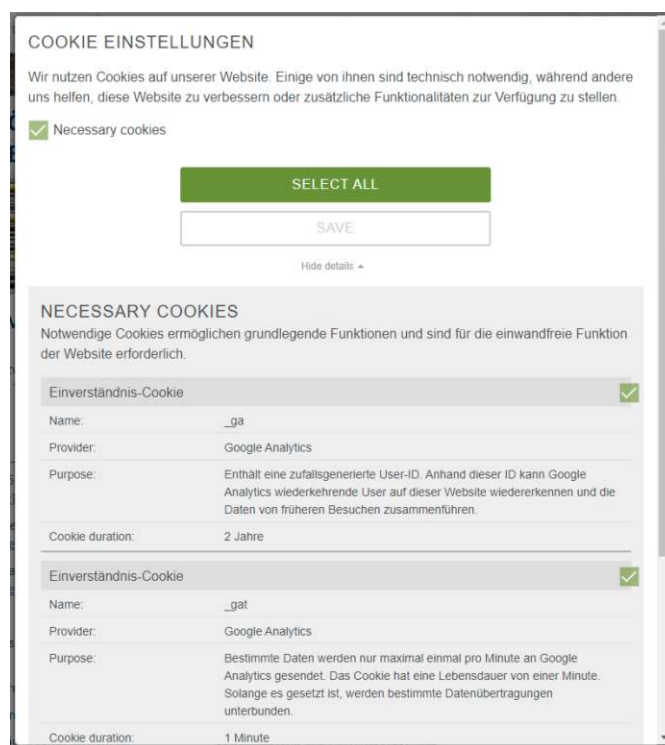 COOKIE EINSTELLUNGEN
Wir nutzen Cookies auf unserer Website. Einige von ihnen sind technisch notwendig, während andere
uns helfen, diese Website zu verbessern oder zusätzliche Funktionalitäten zur Verfügung zu stellen.
Necessary cookies
SELECT ALL
SAVE
Hide details
NECESSARY COOKIES
Notwendige Cookies ermöglichen grundlegende Funktionen und sind für die einwandfreie Funktion
der Website erforderlich.
Einverständnis-Cookie
Name: _ga
Provider: Google Analytics
Purpose: Enthält eine zufallsgenerierte User-ID. Anhand dieser ID kann Google
Analytics wiederkehrende User auf dieser Website wiedererkennen und die
Daten von früheren Besuchen zusammenführen.
Cookie duration: 2 Jahre
Einverständnis-Cookie
Name: _gat
Provider: Google Analytics
Purpose: Bestimmte Daten werden nur maximal einmal pro Minute an Google
Analytics gesendet. Das Cookie hat eine Lebensdauer von einer Minute.
Solange es gesetzt ist, werden bestimmte Datenübertragungen
unterbunden.
Cookie duration: 1 Minute